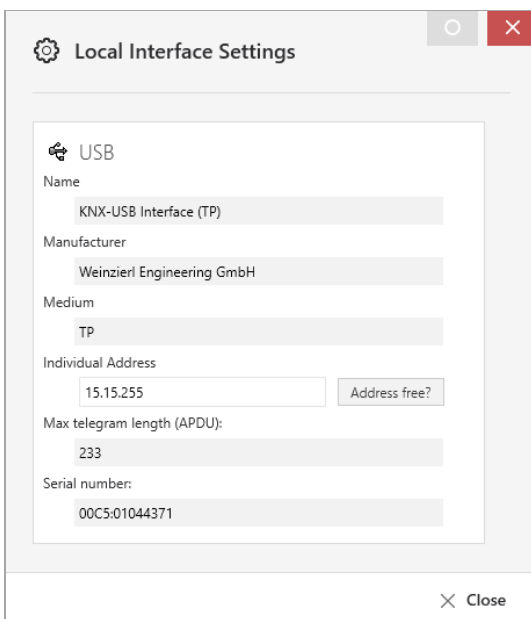 Local Interface Settings
USB
Name
KNX-USB Interface (TP)
Manufacturer
Weinzierl Engineering GmbH
Medium
TP
Individual Address
15.15.255 Address free?
Max telegram length (APDU):
233
Serial number:
00C5:01044371
Close